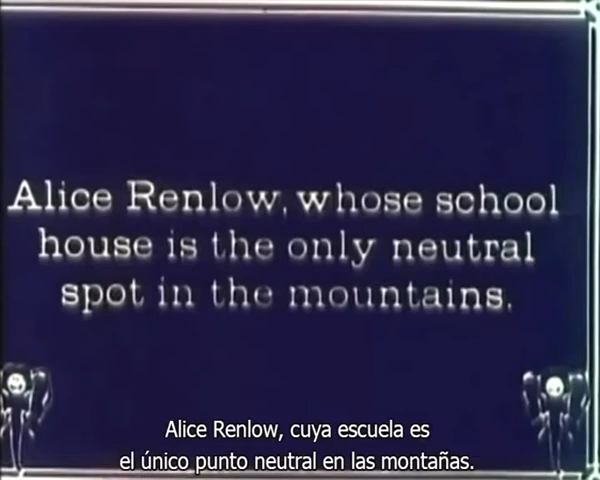 Alice Renlow, whose school
house is the only neutral
spot in the mountains.
Alice Renlow, cuya escuela es
el único punto neutral en las montañas.